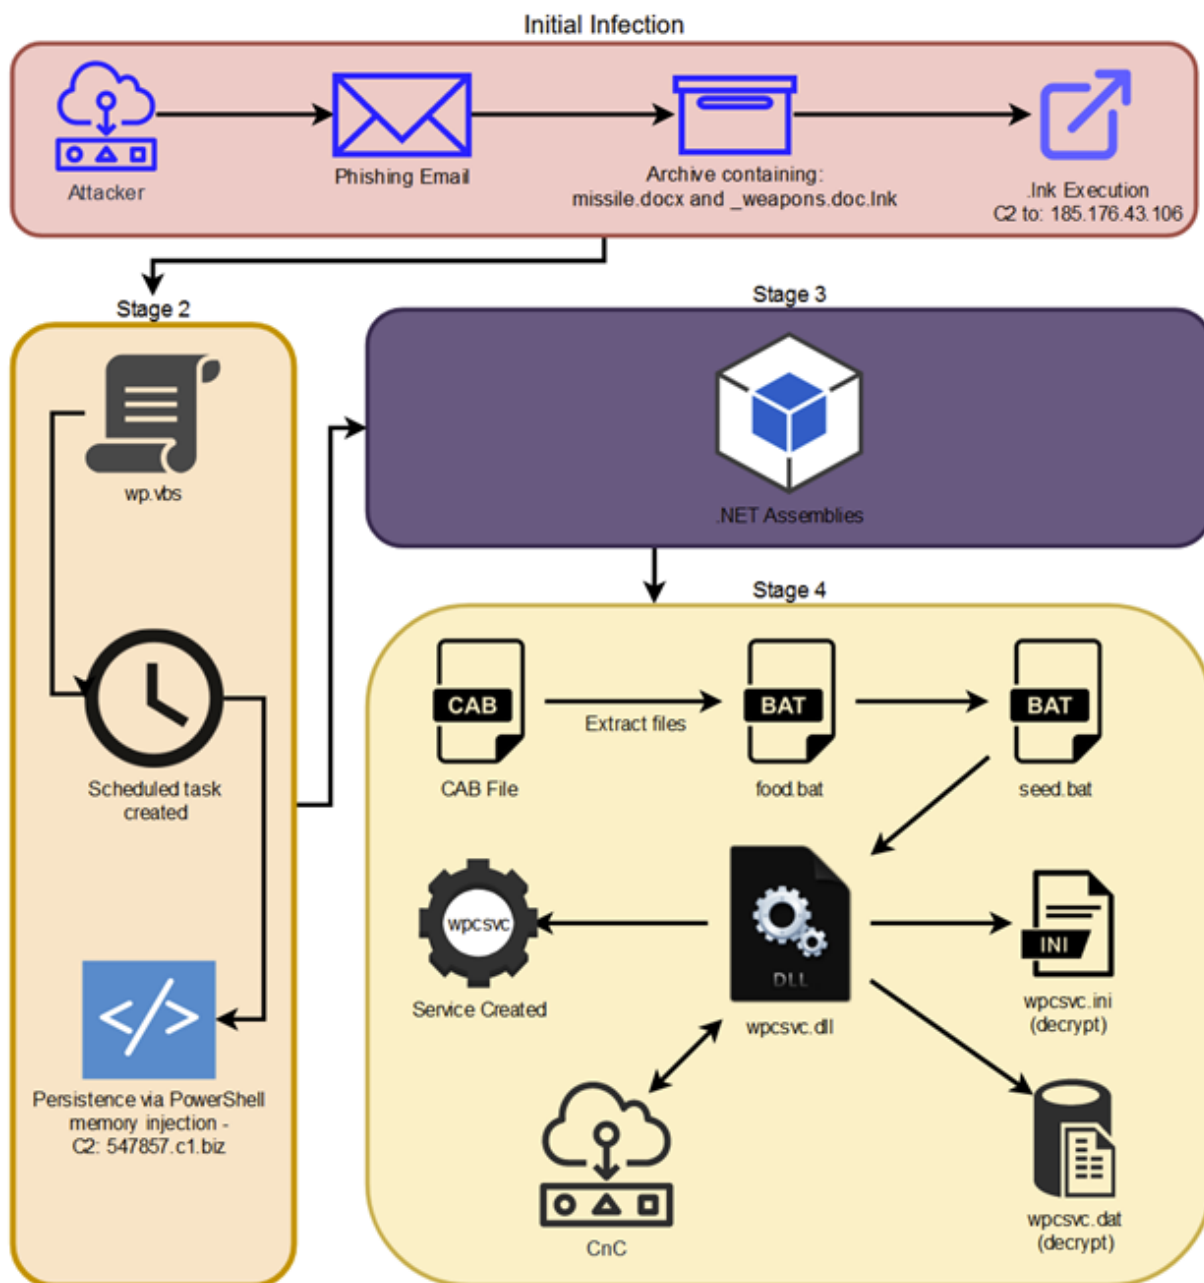 Initial Infection
Attacker
Phishing Email
Archive containing:
missile.docx and _weapons.doc.lnk
.lnk Execution
C2 to: 185.176.43.106
Stage 2
wp.vbs
Scheduled task
created
Persistence via PowerShell
memory injection -
C2: 547857.c1.biz
Stage 3
.NET Assemblies
Stage 4
CAB
Extract files
BAT
BAT
CAB File
food.bat
seed.bat
wpcsvc
Service Created
DLL
wpcsvc.dll
INI
wpcsvc.ini
(decrypt)
CnC
wpcsvc.dat
(decrypt)